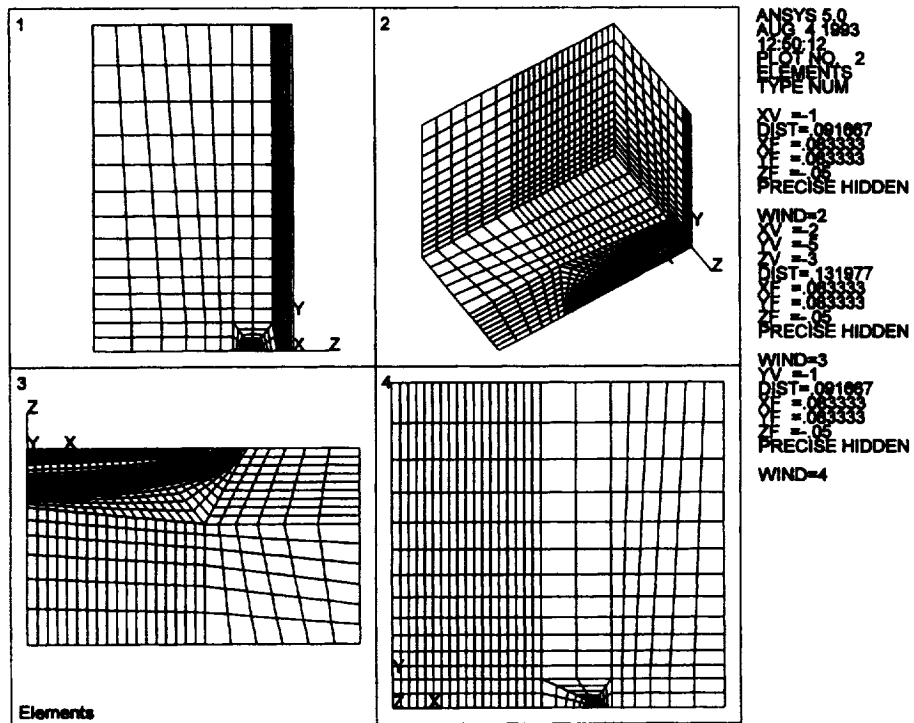 1
Y
X
Z
2
Y
Z
3
Z
Y
X
Elements
4
Y
Z
X
ANSYS 5.0
AUG 4 1993
12:50:12
PLOT NO. 2
ELEMENTS
TYPE NUM
XV =-1
DIST=.091667
XF =.083333
YF =.083333
ZF =-.05
PRECISE HIDDEN
WIND=2
XV =-2
YV =-5
ZV =-3
DIST=.131977
XF =.083333
YF =.083333
ZF =-.05
PRECISE HIDDEN
WIND=3
YV =-1
DIST=.091667
XF =.083333
YF =.083333
ZF =-.05
PRECISE HIDDEN
WIND=4